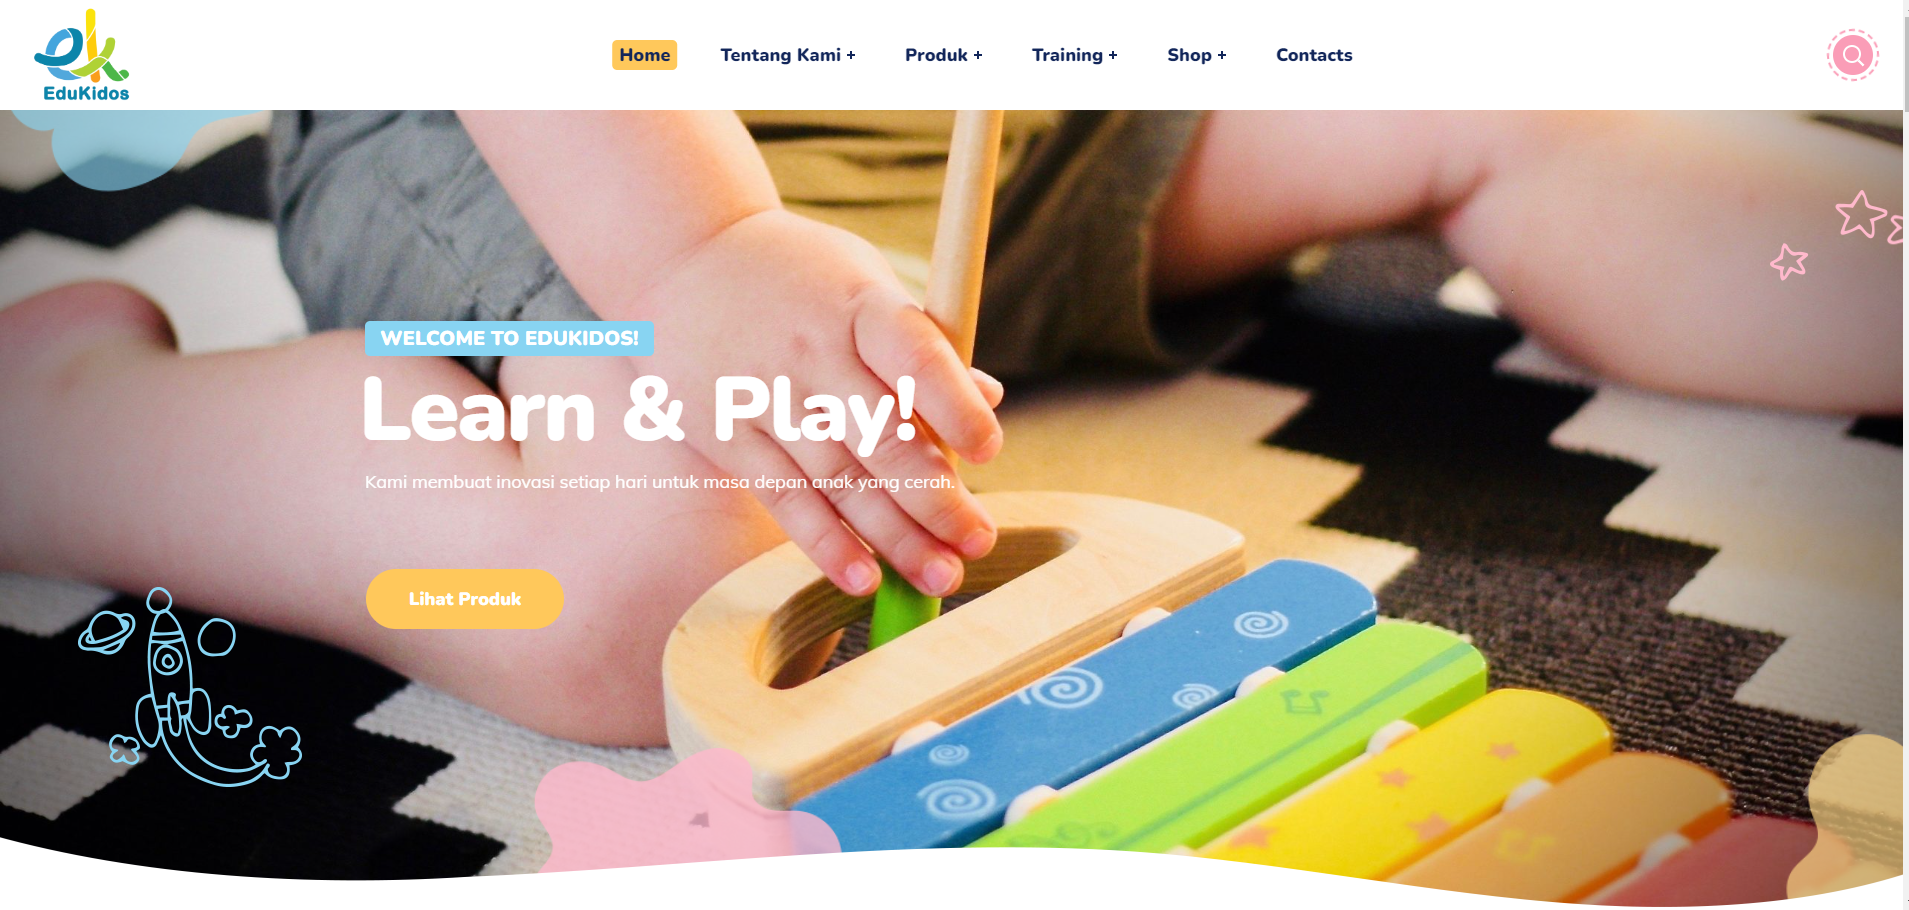 EduKidos
Home
Tentang Kami +
Produk +
Training +
Shop +
Contacts
WELCOME TO EDUKIDOS!
Learn & Play!
Kami membuat inovasi setiap hari untuk masa depan anak yang cerah.
Lihat Produk